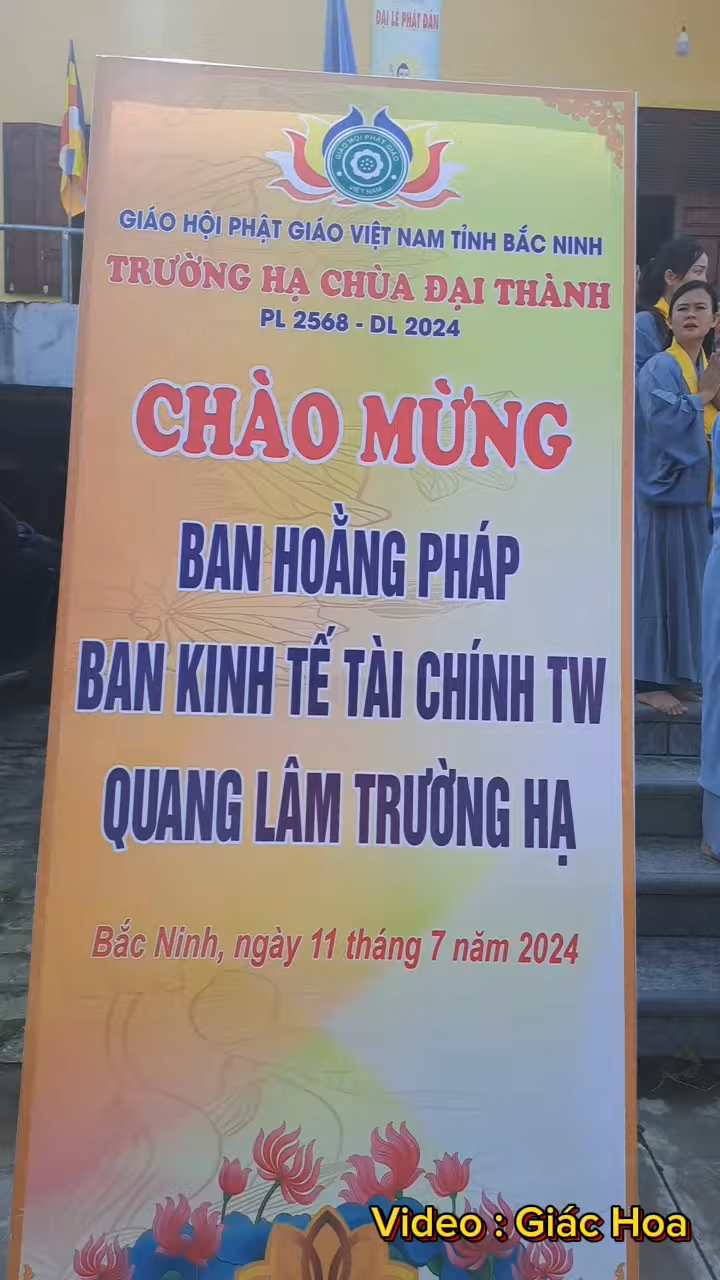 ĐẠI LỄ PHẬT ĐẢN
GIÁO HỘI PHẬT GIÁO
VIỆT NAM
GIÁO HỘI PHẬT GIÁO VIỆT NAM TỈNH BẮC NINH
TRƯỜNG HẠ CHÙA ĐẠI THÀNH
PL 2568 - DL 2024
CHÀO MỪNG
BAN HOẰNG PHÁP
BAN KINH TẾ TÀI CHÍNH TW
QUANG LÂM TRƯỜNG HẠ
Bắc Ninh, ngày 11 tháng 7 năm 2024
Video : Giác Hoa